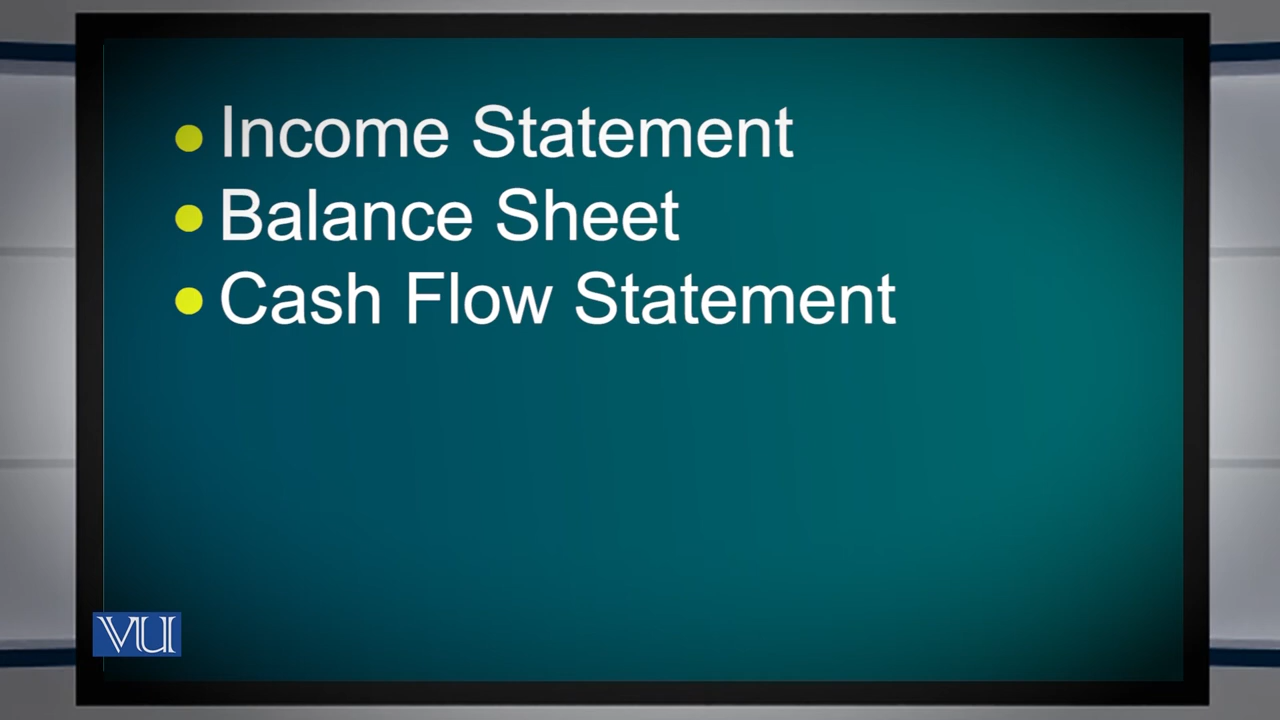 • Income Statement
• Balance Sheet
• Cash Flow Statement
VU